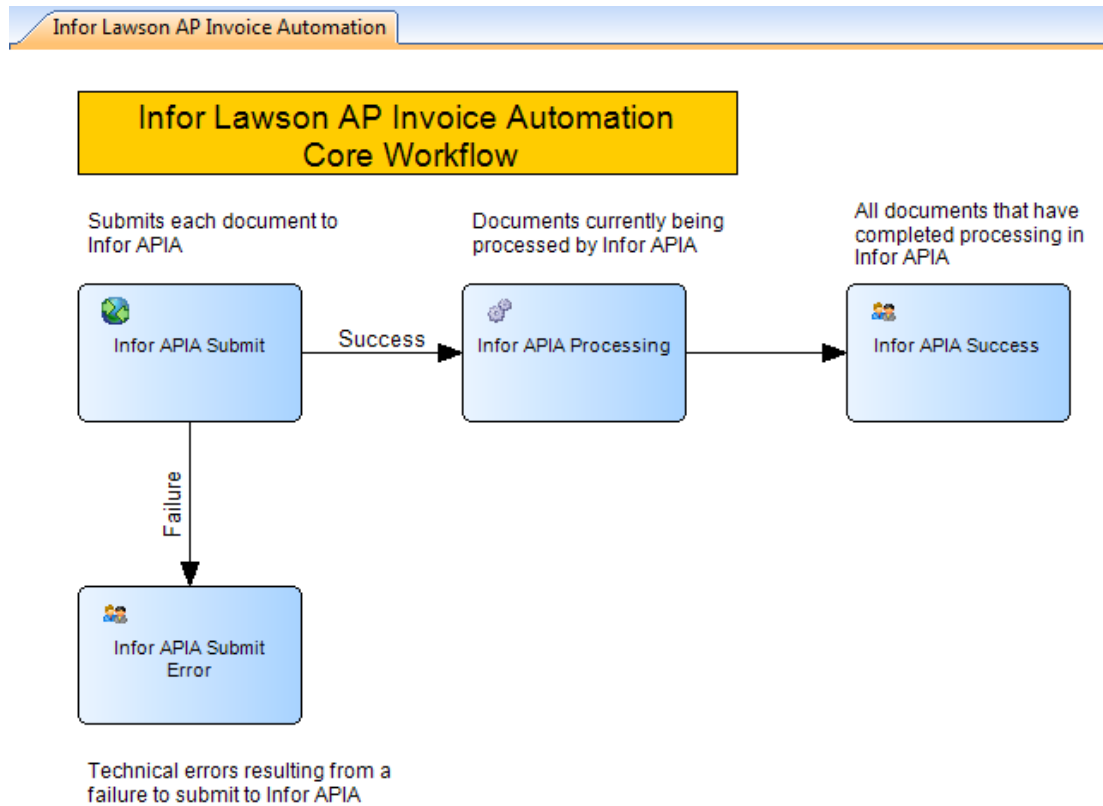 Infor Lawson AP Invoice Automation
Infor Lawson AP Invoice Automation
Core Workflow
Submits each document to
Infor APIA
Documents currently being
processed by Infor APIA
All documents that have
completed processing in
Infor APIA
Infor APIA Submit
Success
Infor APIA Processing
Infor APIA Success
Failure
Infor APIA Submit
Error
Technical errors resulting from a
failure to submit to Infor APIA